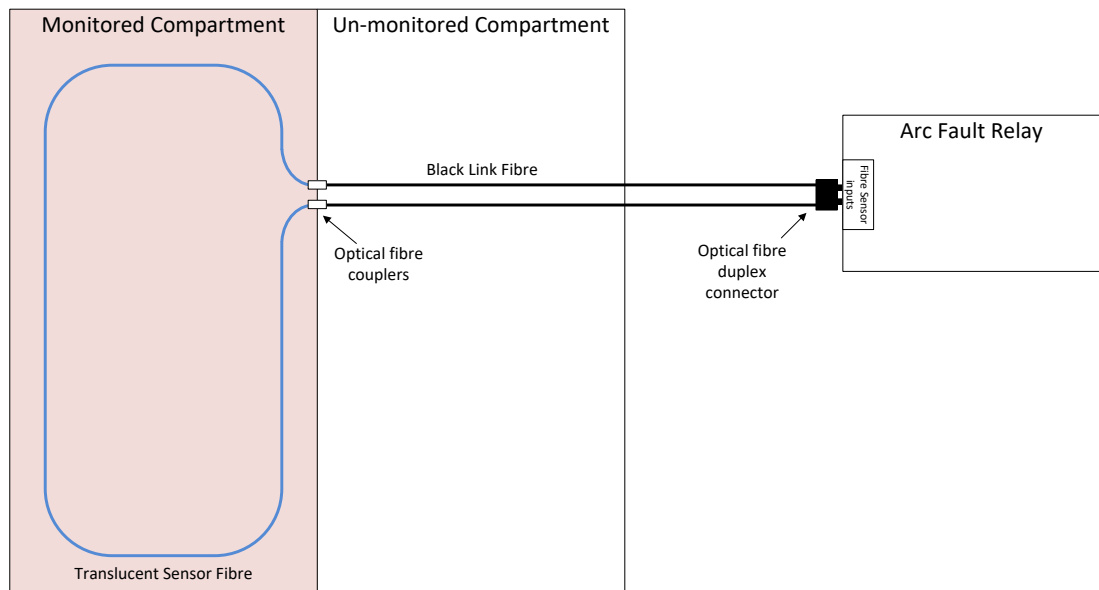 Monitored Compartment
Un-monitored Compartment
Arc Fault Relay
Black Link Fibre
Fibre Sensor
inputs
Optical fibre
couplers
Optical fibre
duplex
connector
Translucent Sensor Fibre